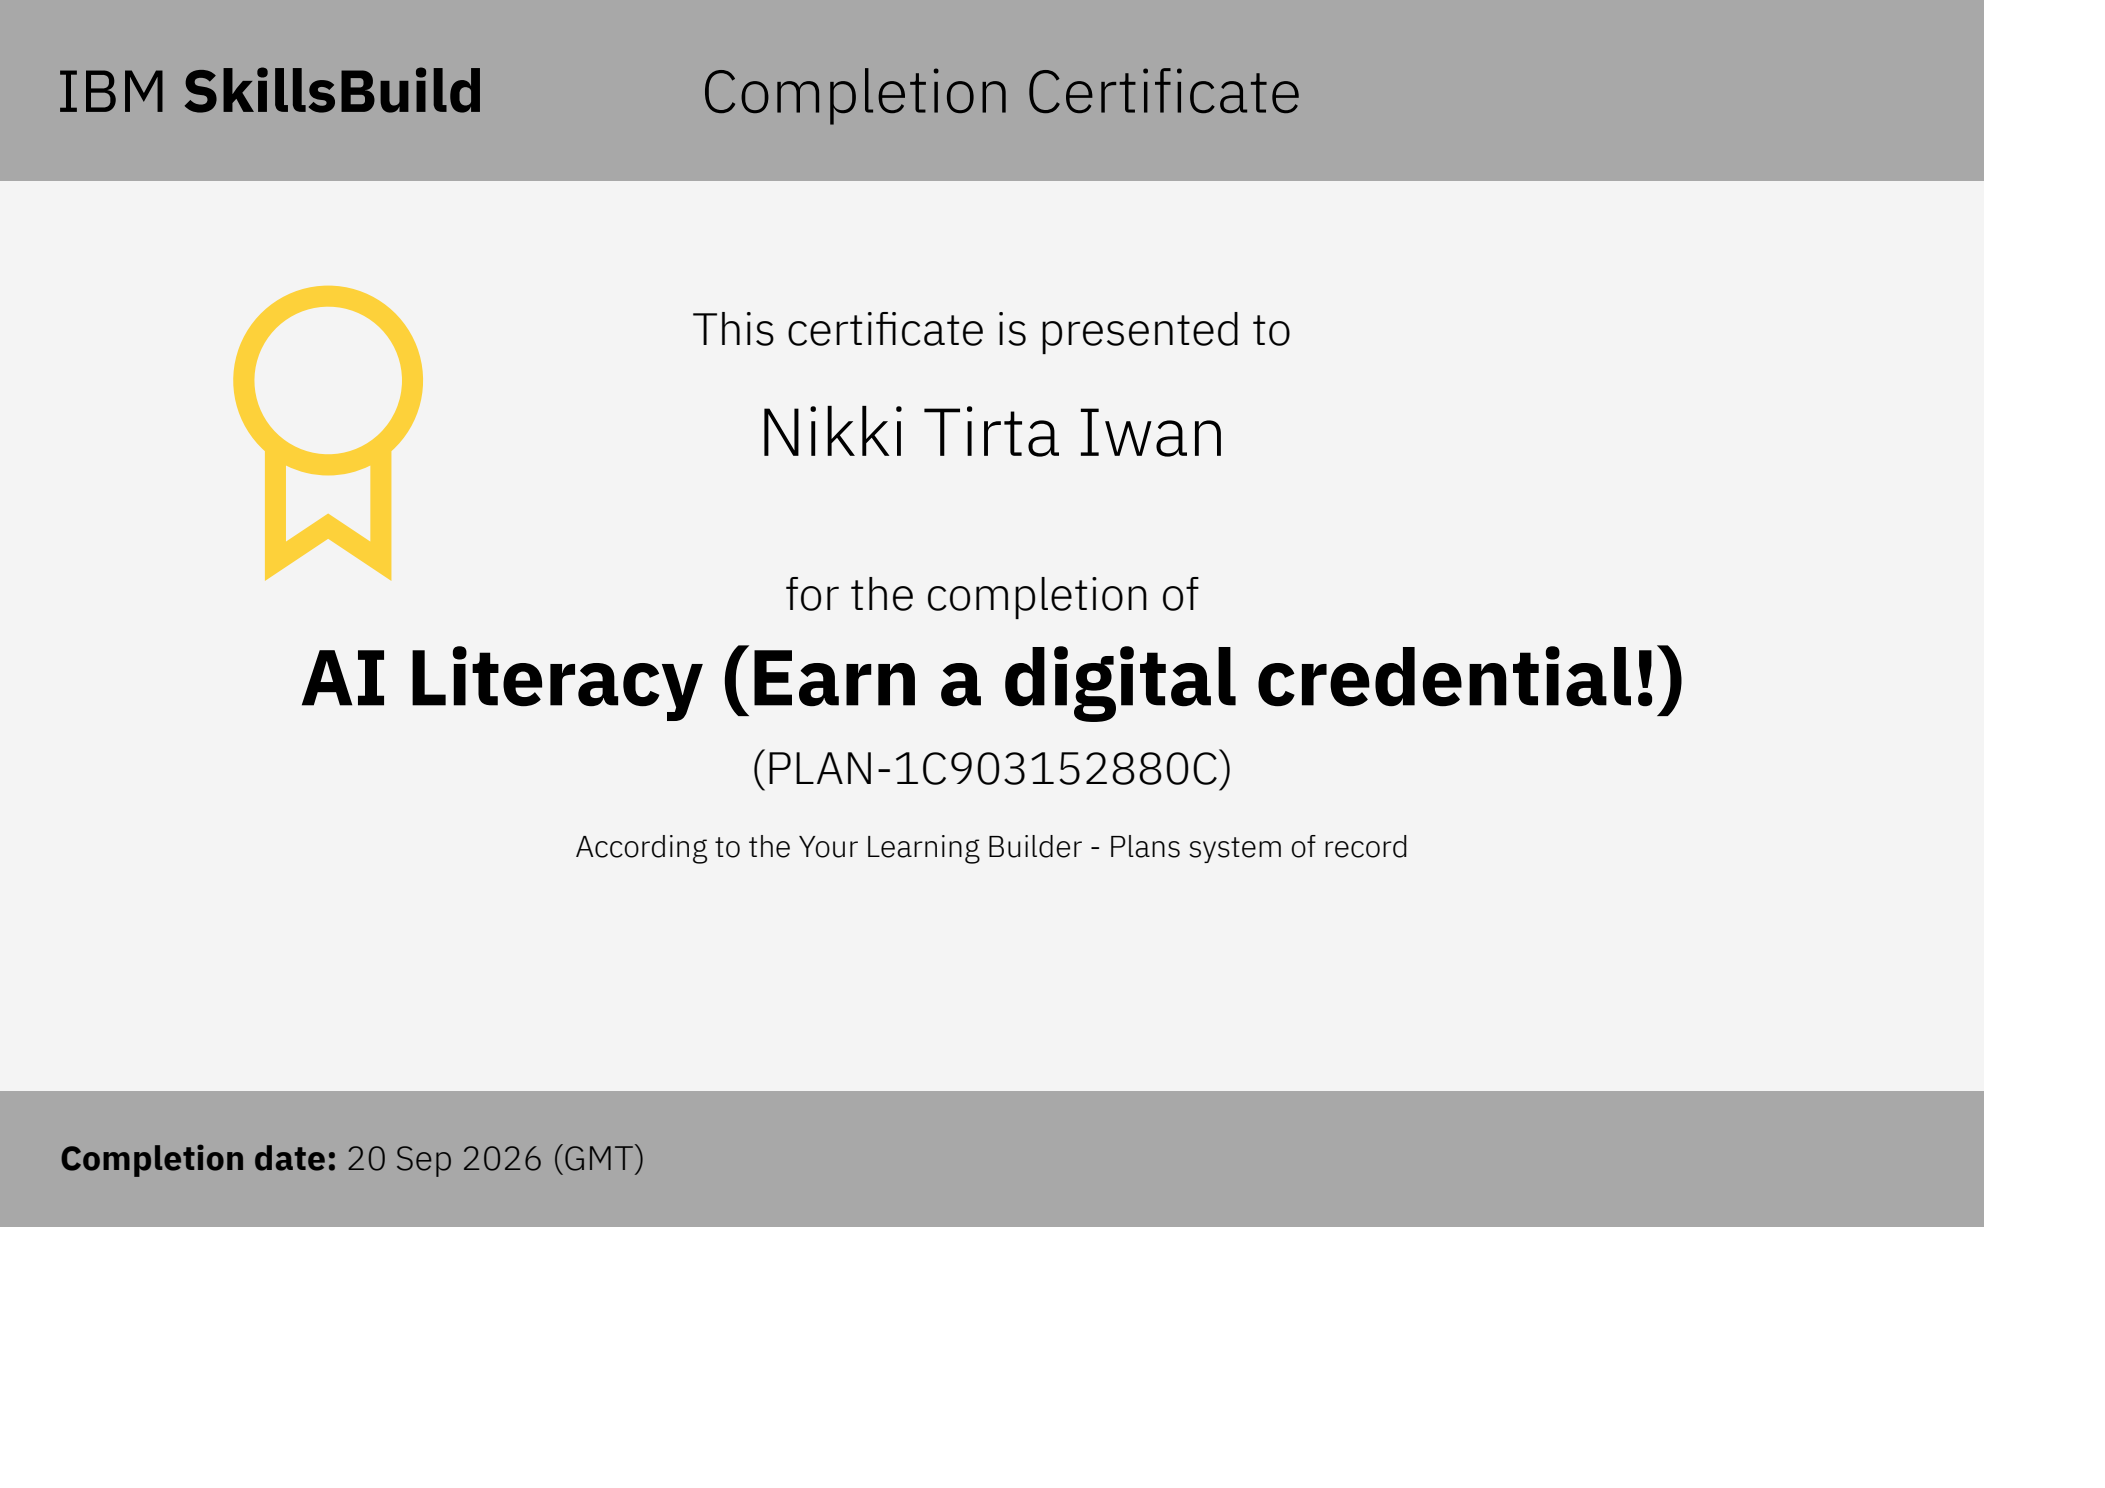 IBM SkillsBuild
Completion Certificate
This certificate is presented to
Nikki Tirta Iwan
for the completion of
AI Literacy (Earn a digital credential!)
(PLAN-1C903152880C)
According to the Your Learning Builder - Plans system of record
Completion date: 20 Sep 2026 (GMT)